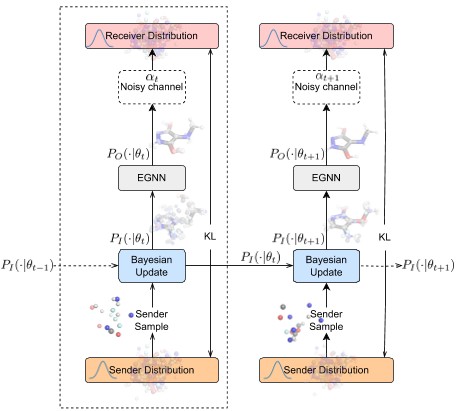 Receiver Distribution
Receiver Distribution
α_t
Noisy channel
α_{t+1}
Noisy channel
P_O(·|θ_t)
P_O(·|θ_{t+1})
EGNN
EGNN
P_I(·|θ_t)
KL
P_I(·|θ_{t+1})
KL
P_I(·|θ_{t−1})
Bayesian
Update
P_I(·|θ_t)
Bayesian
Update
P_I(·|θ_{t+1})
Sender
Sample
Sender
Sample
Sender Distribution
Sender Distribution